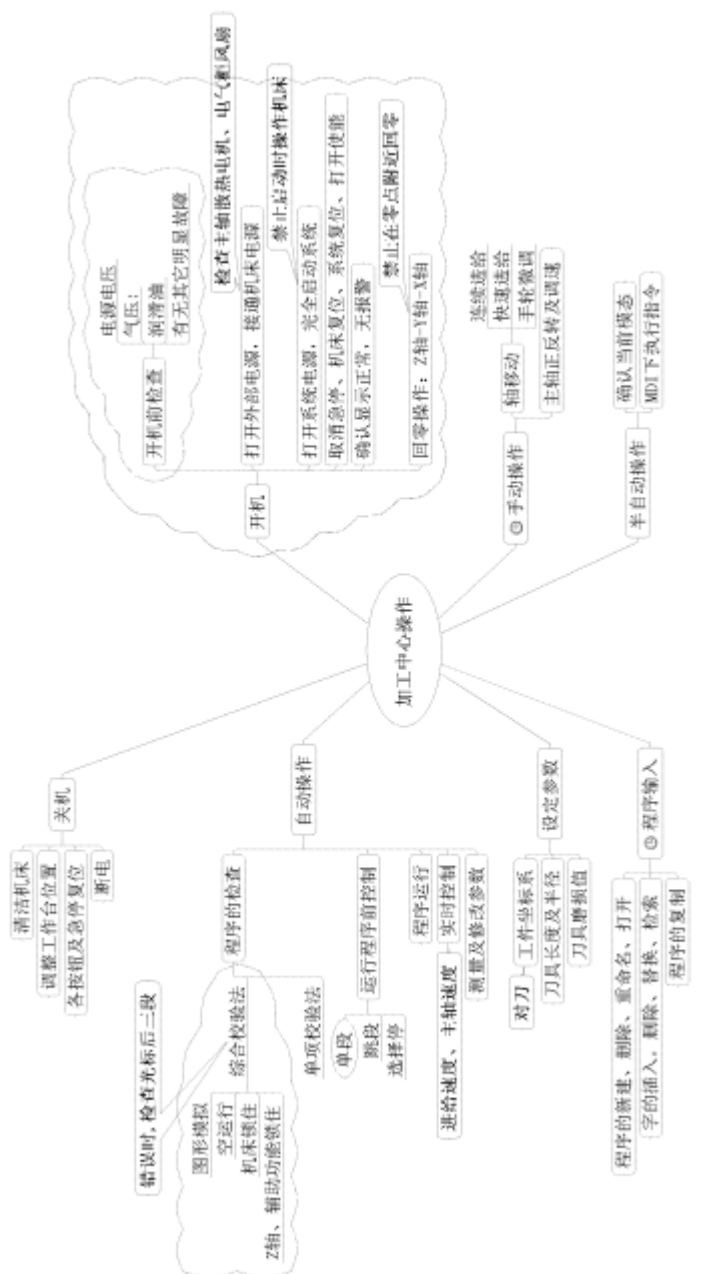 加工中心操作
开机
开机前检查
电源电压
气压：
润滑油
有无其它明显故障
打开外部电源，接通机床电源
检查主轴散热电机、电气柜风扇
打开系统电源，完全启动系统
禁止启动时操作机床
取消急停、机床复位、系统复位、打开使能
确认显示正常，无报警
回零操作：Z轴-Y轴-X轴
禁止在零点附近回零
手动操作
轴移动
连续进给
快速进给
手轮微调
主轴正反转及调速
半自动操作
确认当前模态
MDI下执行指令
关机
清洁机床
调整工作台位置
各按钮及急停复位
断电
自动操作
程序的检查
错误时，检查光标后三段
综合校验法
图形模拟
空运行
机床锁住
Z轴、辅助功能锁住
单项校验法
运行程序前控制
单段
跳段
选择停
程序运行
实时控制
进给速度、主轴速度
测量及修改参数
设定参数
对刀
工件坐标系
刀具长度及半径
刀具磨损值
程序输入
程序的新建、删除、重命名、打开
字的插入。删除、替换、检索
程序的复制